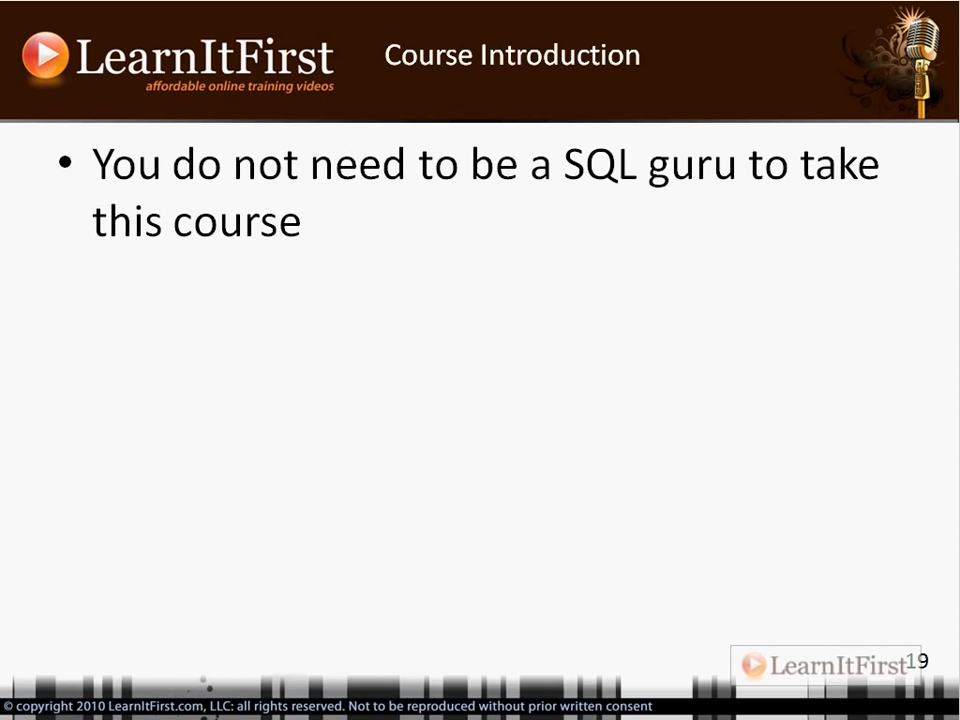 LearnItFirst
affordable online training videos
Course Introduction
• You do not need to be a SQL guru to take
this course
LearnItFirst
19
© copyright 2010 LearnItFirst.com, LLC: all rights reserved. Not to be reproduced without prior written consent